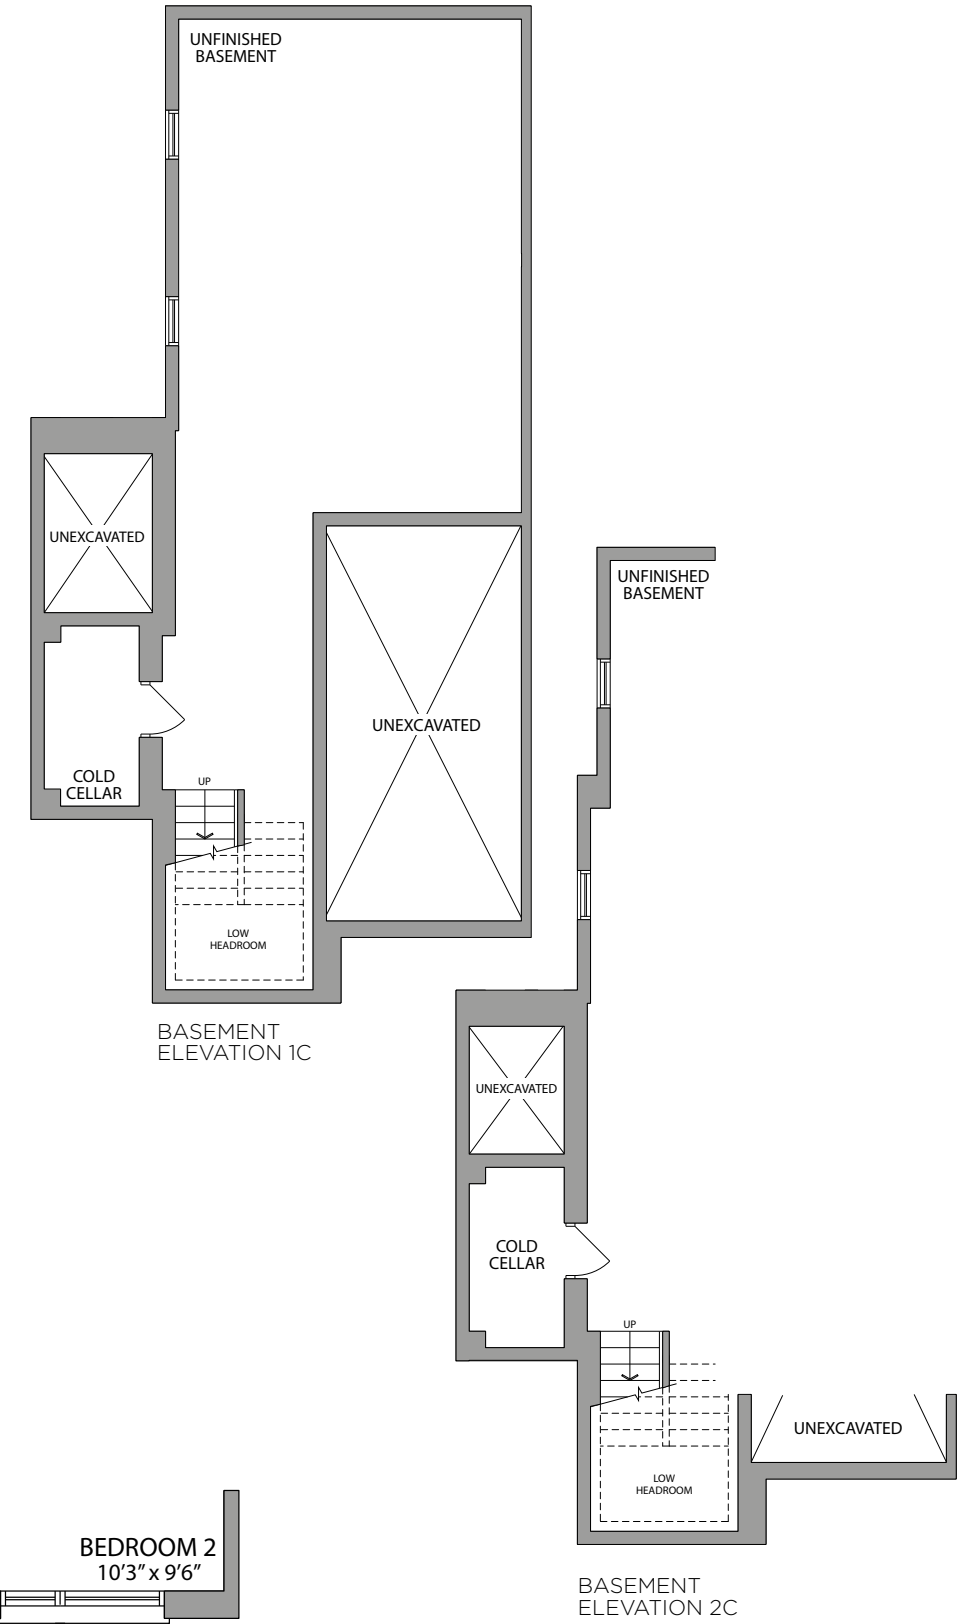 UNFINISHED
BASEMENT
UNEXCAVATED
UNEXCAVATED
COLD
CELLAR
UP
LOW
HEADROOM
BASEMENT
ELEVATION 1C
UNFINISHED
BASEMENT
UNEXCAVATED
COLD
CELLAR
UP
UNEXCAVATED
LOW
HEADROOM
BASEMENT
ELEVATION 2C
BEDROOM 2
10’3” x 9’6”